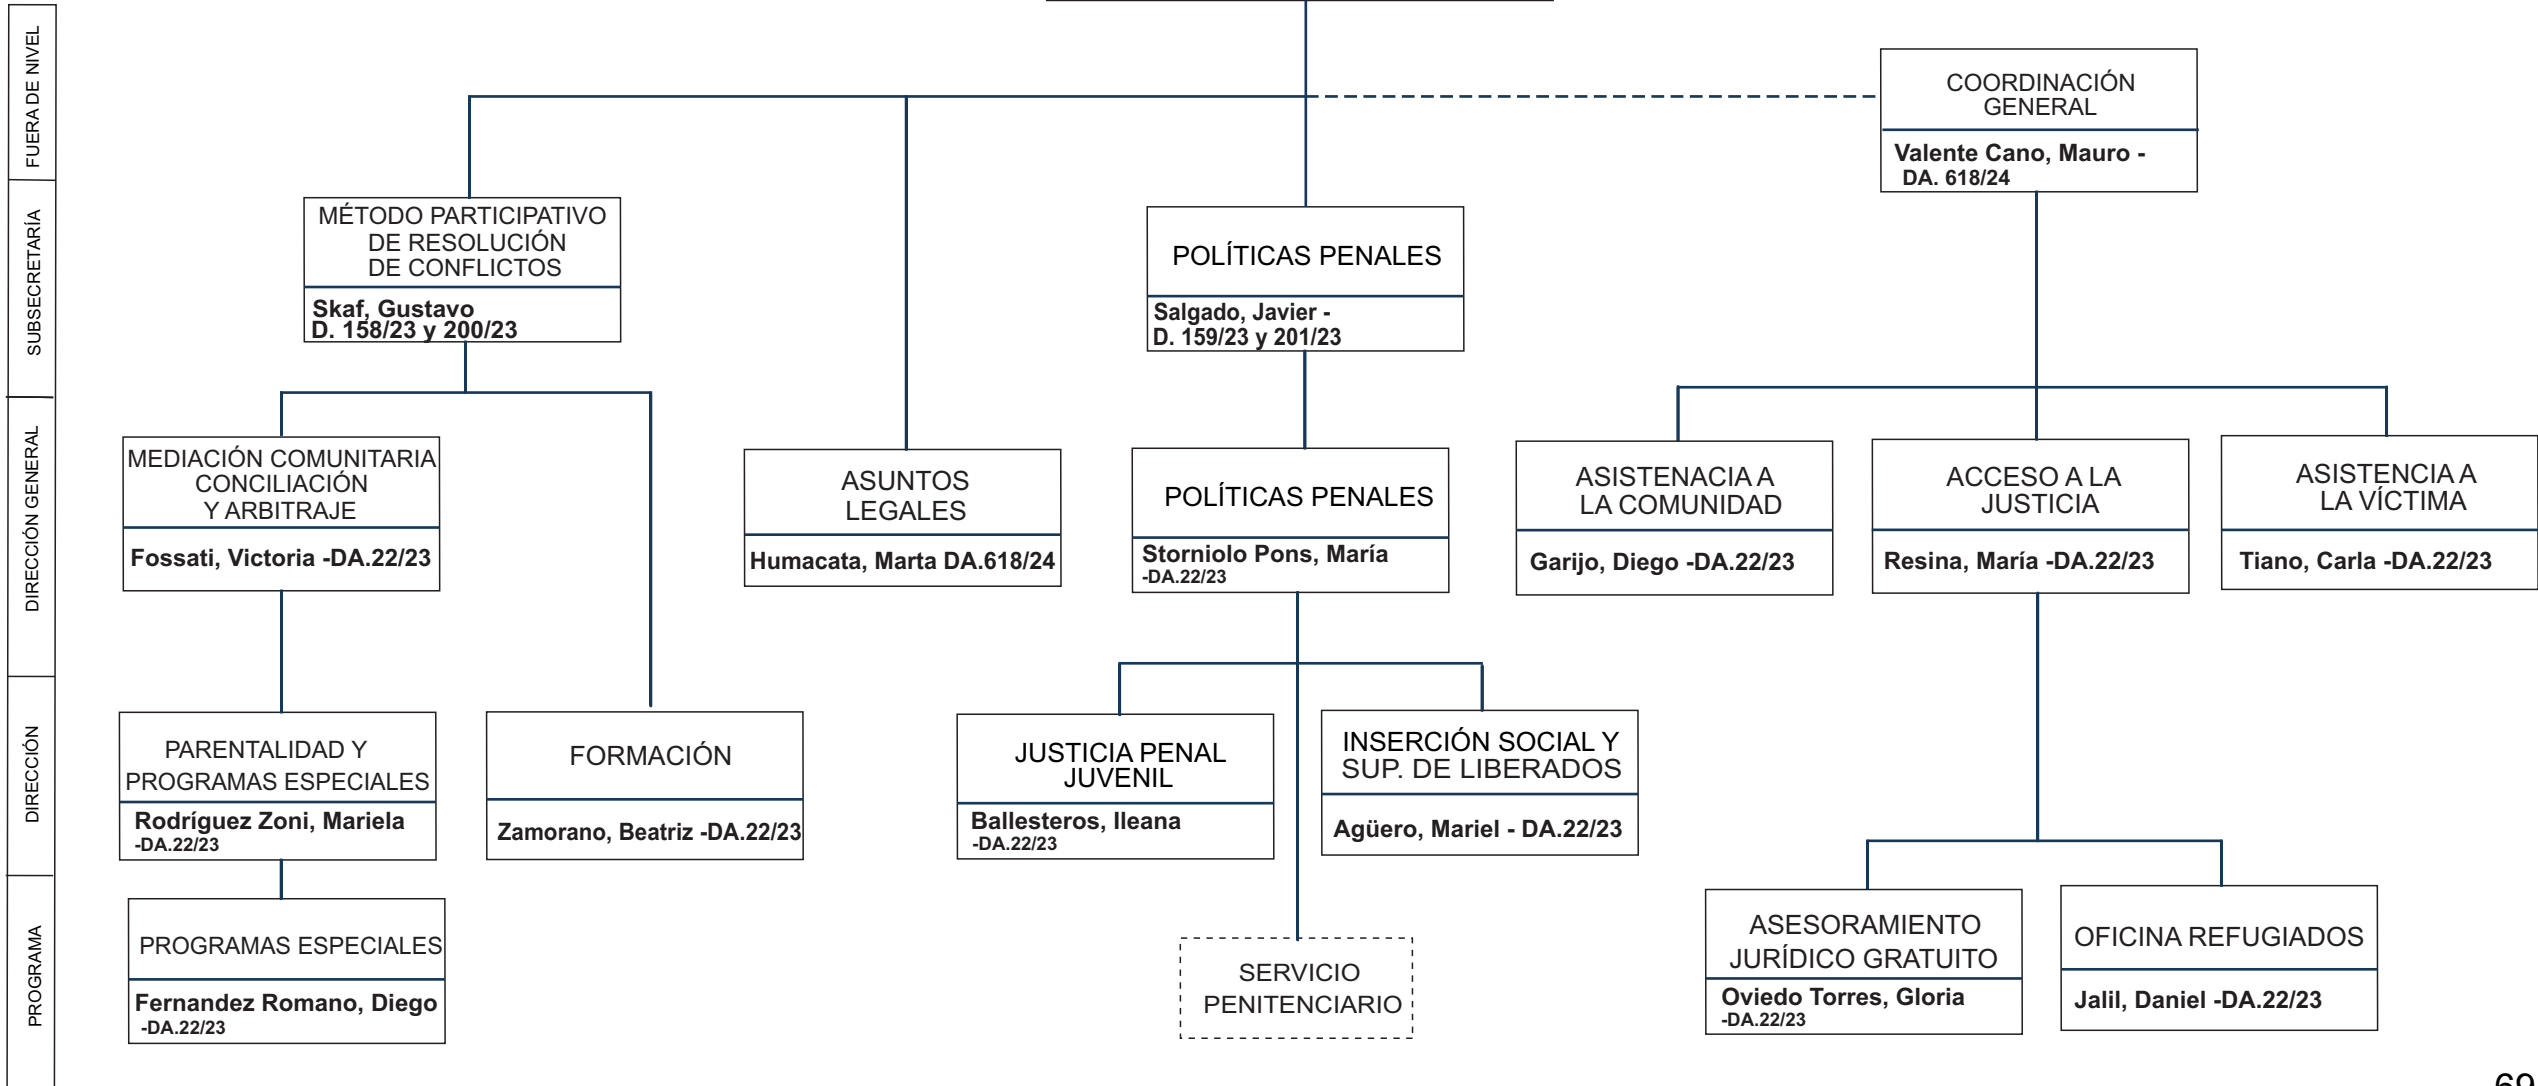 FUERA DE NIVEL
COORDINACIÓN
GENERAL
Valente Cano, Mauro -
DA. 618/24
SUBSECRETARÍA
MÉTODO PARTICIPATIVO
DE RESOLUCIÓN
DE CONFLICTOS
Skaf, Gustavo
D. 158/23 y 200/23
POLÍTICAS PENALES
Salgado, Javier -
D. 159/23 y 201/23
DIRECCIÓN GENERAL
MEDIACIÓN COMUNITARIA
CONCILIACIÓN
Y ARBITRAJE
Fossati, Victoria -DA.22/23
ASUNTOS
LEGALES
Humacata, Marta DA.618/24
POLÍTICAS PENALES
Storniolo Pons, María
-DA.22/23
ASISTENACIA A
LA COMUNIDAD
Garijo, Diego -DA.22/23
ACCESO A LA
JUSTICIA
Resina, María -DA.22/23
ASISTENCIA A
LA VÍCTIMA
Tiano, Carla -DA.22/23
DIRECCIÓN
PARENTALIDAD Y
PROGRAMAS ESPECIALES
Rodríguez Zoni, Mariela
-DA.22/23
FORMACIÓN
Zamorano, Beatriz -DA.22/23
JUSTICIA PENAL
JUVENIL
Ballesteros, Ileana
-DA.22/23
INSERCIÓN SOCIAL Y
SUP. DE LIBERADOS
Agüero, Mariel - DA.22/23
PROGRAMA
PROGRAMAS ESPECIALES
Fernandez Romano, Diego
-DA.22/23
SERVICIO
PENITENCIARIO
ASESORAMIENTO
JURÍDICO GRATUITO
Oviedo Torres, Gloria
-DA.22/23
OFICINA REFUGIADOS
Jalil, Daniel -DA.22/23
69